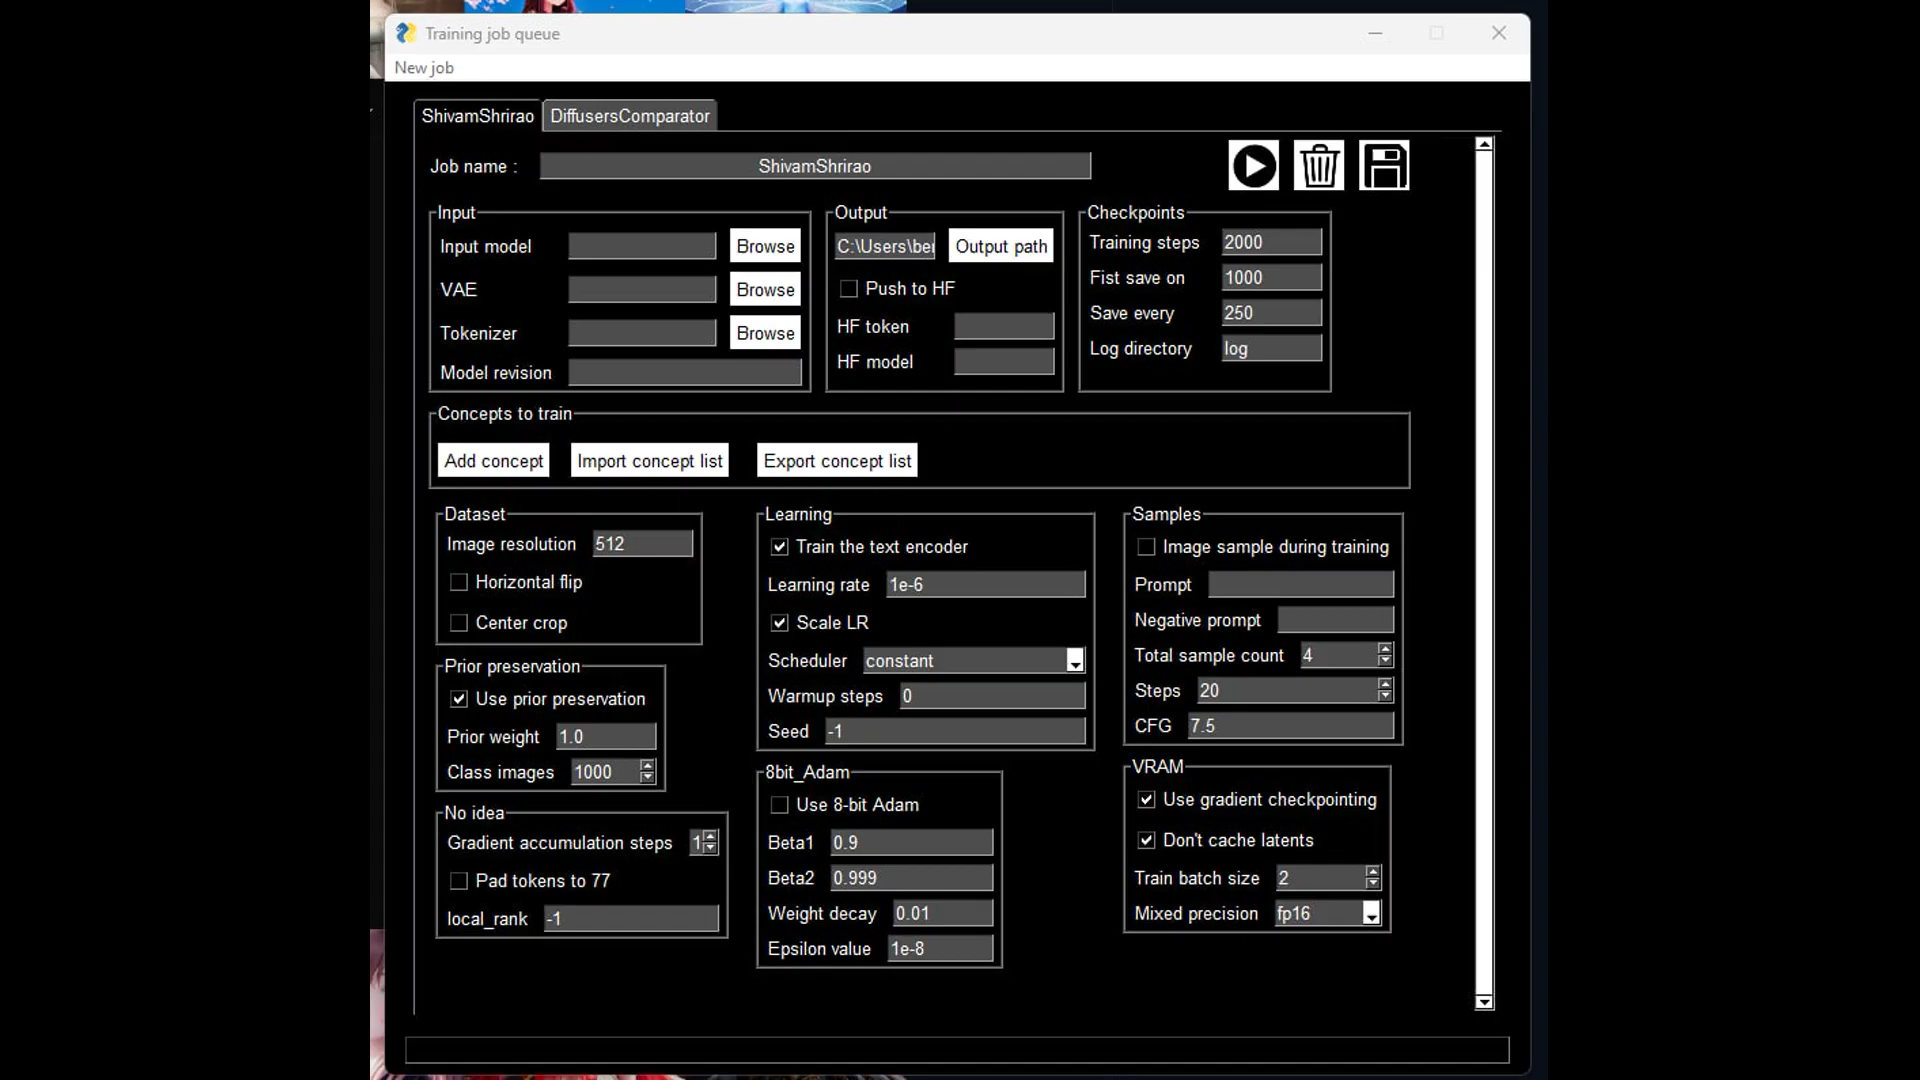 Training job queue
New job
ShivamShrirao DiffusersComparator
Job name : ShivamShrirao
Input
Input model Browse
VAE Browse
Tokenizer Browse
Model revision
Output
C:\Users\ber Output path
Push to HF
HF token
HF model
Checkpoints
Training steps 2000
Fist save on 1000
Save every 250
Log directory log
Concepts to train
Add concept Import concept list Export concept list
Dataset
Image resolution 512
Horizontal flip
Center crop
Prior preservation
Use prior preservation
Prior weight 1.0
Class images 1000
No idea
Gradient accumulation steps 1
Pad tokens to 77
local_rank -1
Learning
Train the text encoder
Learning rate 1e-6
Scale LR
Scheduler constant
Warmup steps 0
Seed -1
8bit_Adam
Use 8-bit Adam
Beta1 0.9
Beta2 0.999
Weight decay 0.01
Epsilon value 1e-8
Samples
Image sample during training
Prompt
Negative prompt
Total sample count 4
Steps 20
CFG 7.5
VRAM
Use gradient checkpointing
Don't cache latents
Train batch size 2
Mixed precision fp16